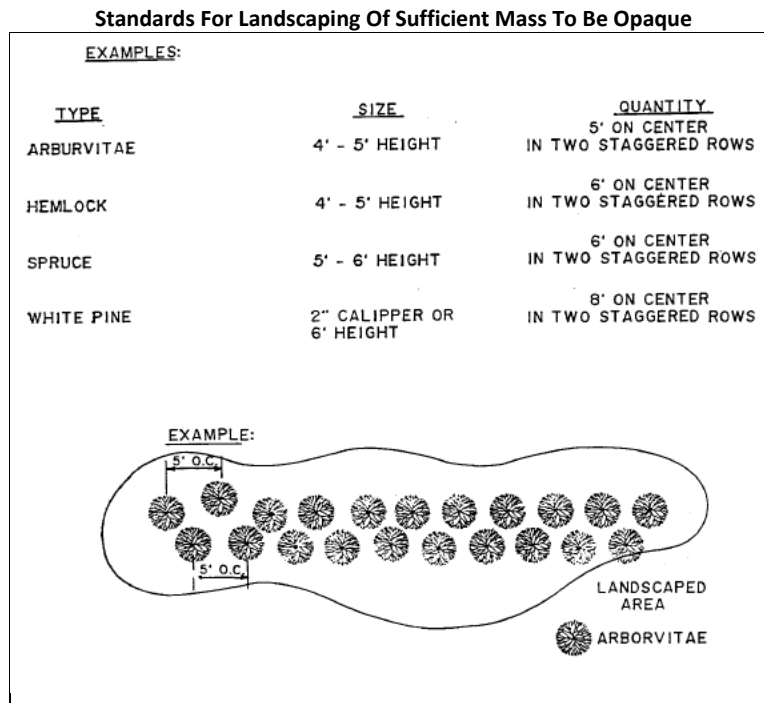 Standards For Landscaping Of Sufficient Mass To Be Opaque
EXAMPLES:
TYPE SIZE QUANTITY
ARBURVITAE 4' - 5' HEIGHT 5' ON CENTER
IN TWO STAGGERED ROWS
HEMLOCK 4' - 5' HEIGHT 6' ON CENTER
IN TWO STAGGERED ROWS
SPRUCE 5' - 6' HEIGHT 6' ON CENTER
IN TWO STAGGERED ROWS
WHITE PINE 2" CALIPPER OR 8' ON CENTER
6' HEIGHT IN TWO STAGGERED ROWS
EXAMPLE:
5' O.C.
5' O.C.
LANDSCAPED
AREA
ARBORVITAE